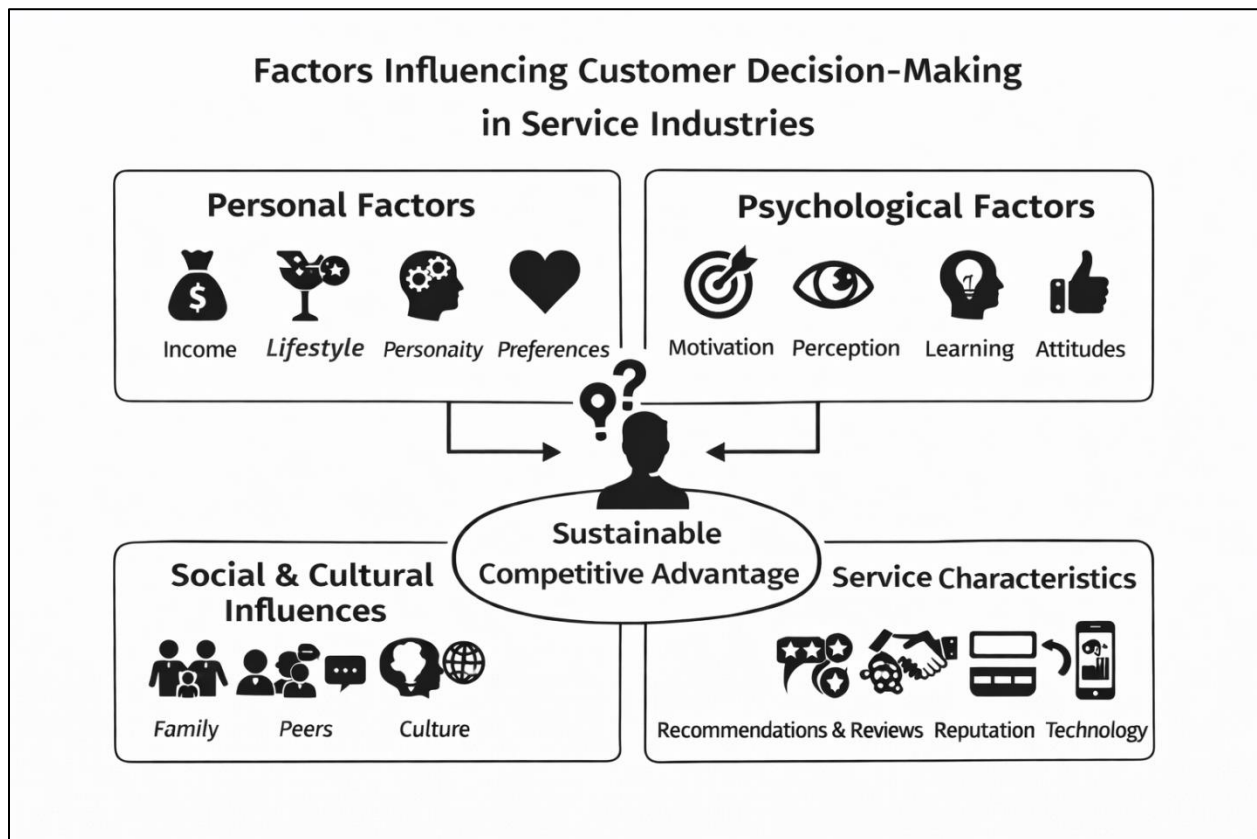 Factors Influencing Customer Decision-Making
in Service Industries
Personal Factors
$
Income Lifestyle Personaity Preferences
Psychological Factors
Motivation Perception Learning Attitudes
??
Sustainable
Competitive Advantage
Social & Cultural
Influences
Family Peers Culture
Service Characteristics
Recommendations & Reviews Reputation Technology